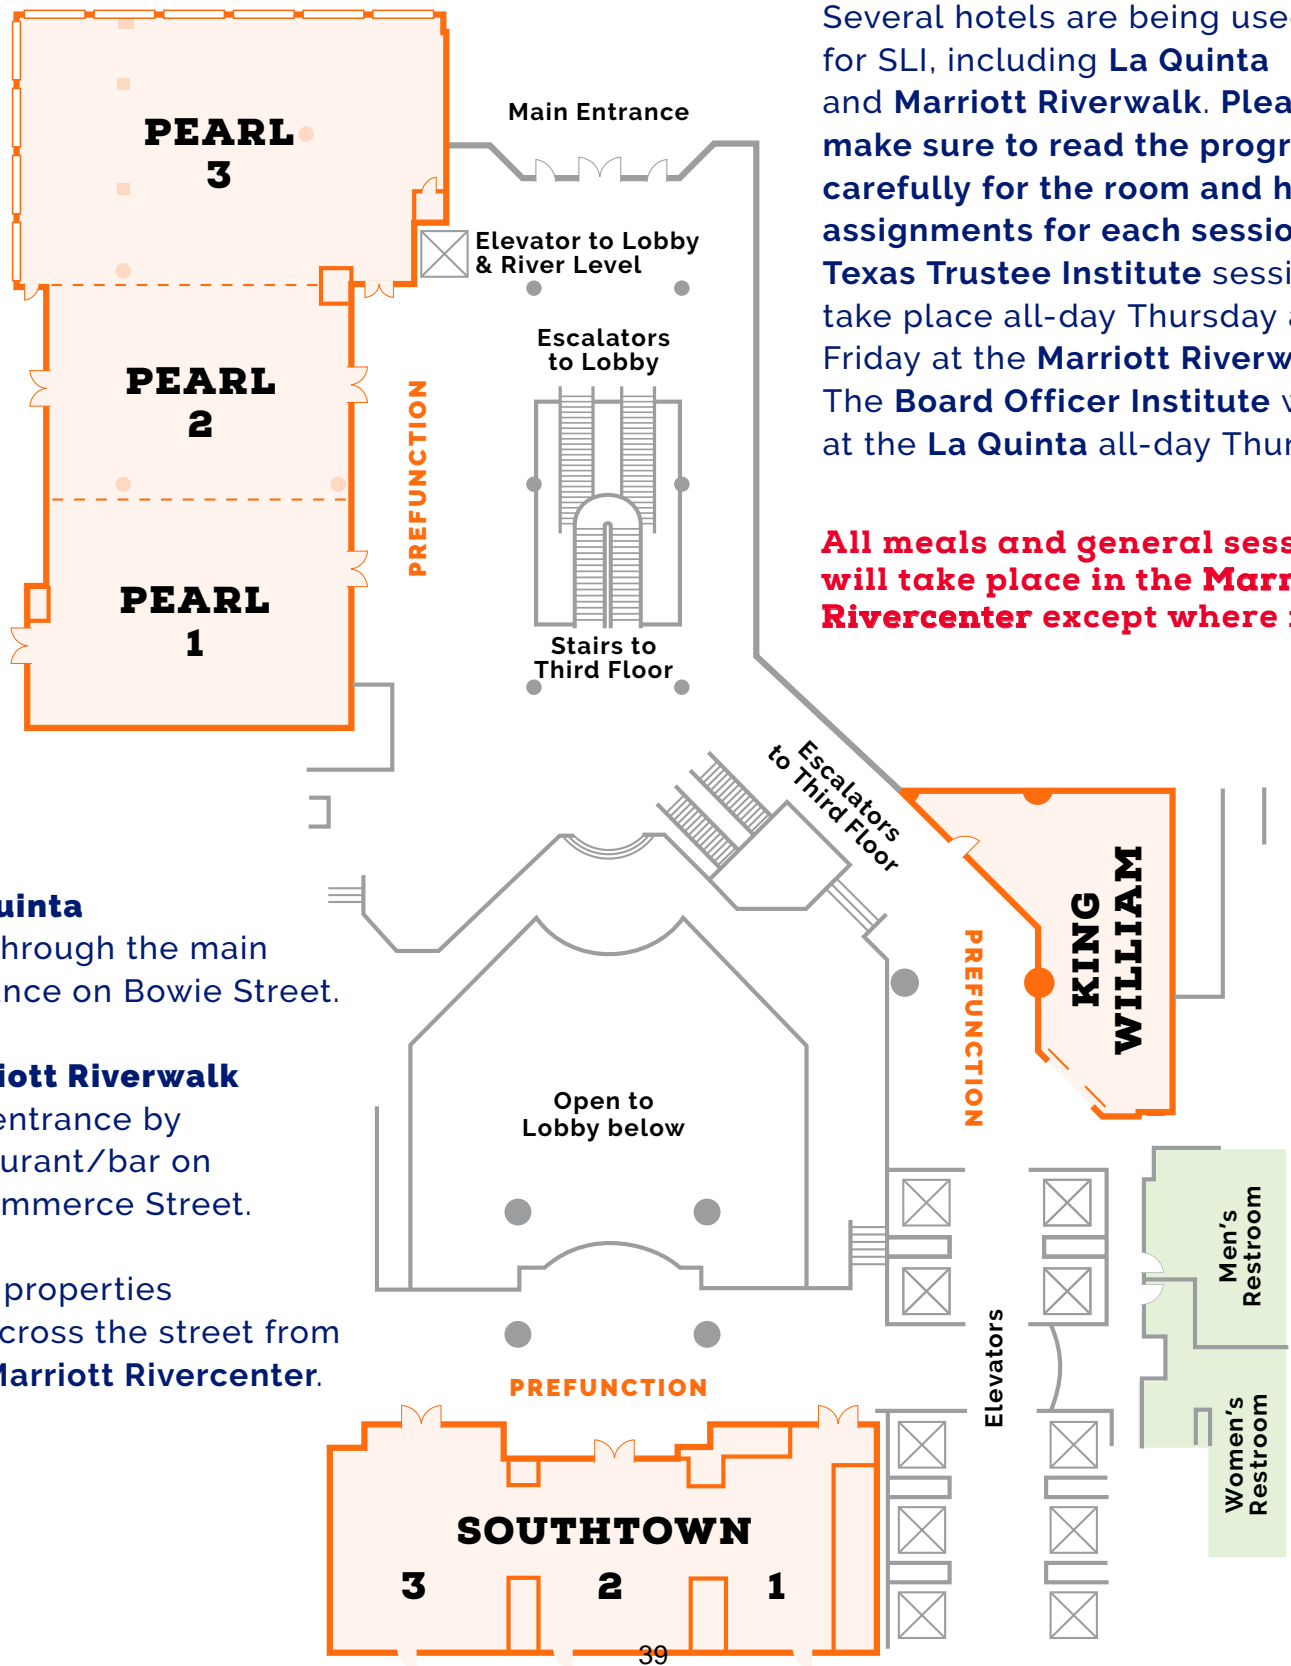 Several hotels are being use
for SLI, including La Quinta
and Marriott Riverwalk. Plea
make sure to read the progr
carefully for the room and h
assignments for each sessio
Texas Trustee Institute sessi
take place all-day Thursday a
Friday at the Marriott Riverw
The Board Officer Institute
at the La Quinta all-day Thur
All meals and general sess
will take place in the Marr
Rivercenter except where
Main Entrance
PEARL
3
Elevator to Lobby
& River Level
Escalators
to Lobby
PEARL
2
PREFUNCTION
PEARL
1
Stairs to
Third Floor
Escalators
to Third Floor
KING
WILLIAM
PREFUNCTION
uinta
hrough the main
nce on Bowie Street.
iott Riverwalk
entrance by
urant/bar on
mmerce Street.
properties
cross the street from
Marriott Rivercenter.
Open to
Lobby below
Men's
Restroom
Elevators
Women's
Restroom
PREFUNCTION
SOUTHTOWN
3 2 1
39